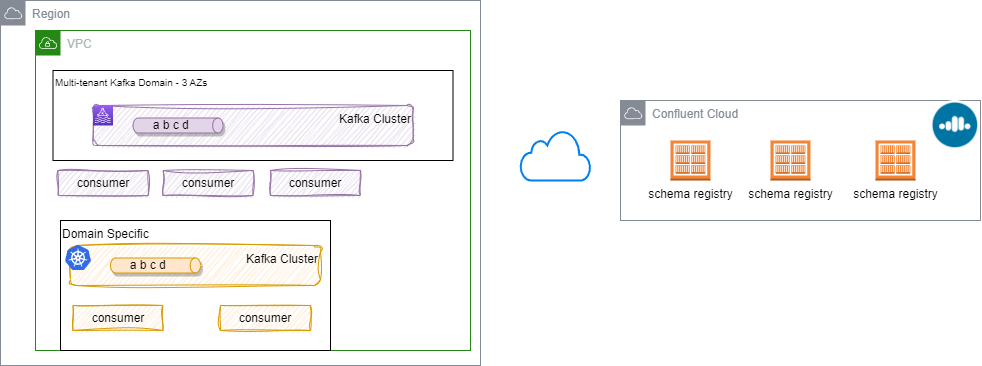 Region
VPC
Multi-tenant Kafka Domain - 3 AZs
a b c d
Kafka Cluster
consumer
consumer
consumer
Domain Specific
Kafka Cluster
a b c d
consumer
consumer
Confluent Cloud
schema registry
schema registry
schema registry